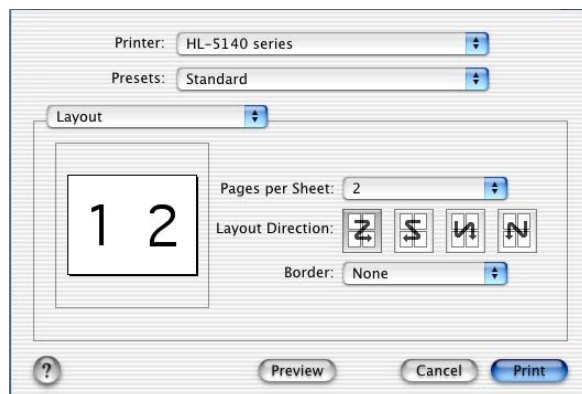 Printer: HL-5140 series
Presets: Standard
Layout
Pages per Sheet: 2
1 2
Layout Direction:
Border: None
? Preview Cancel Print